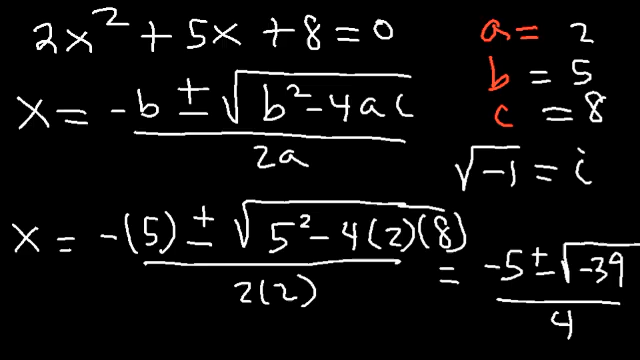 2x² + 5x + 8 = 0
a = 2
b = 5
c = 8
x = -b ± √(b² - 4ac) / 2a
√-1 = i
x = -(5) ± √(5² - 4(2)(8)) / 2(2) = -5 ± √-39 / 4